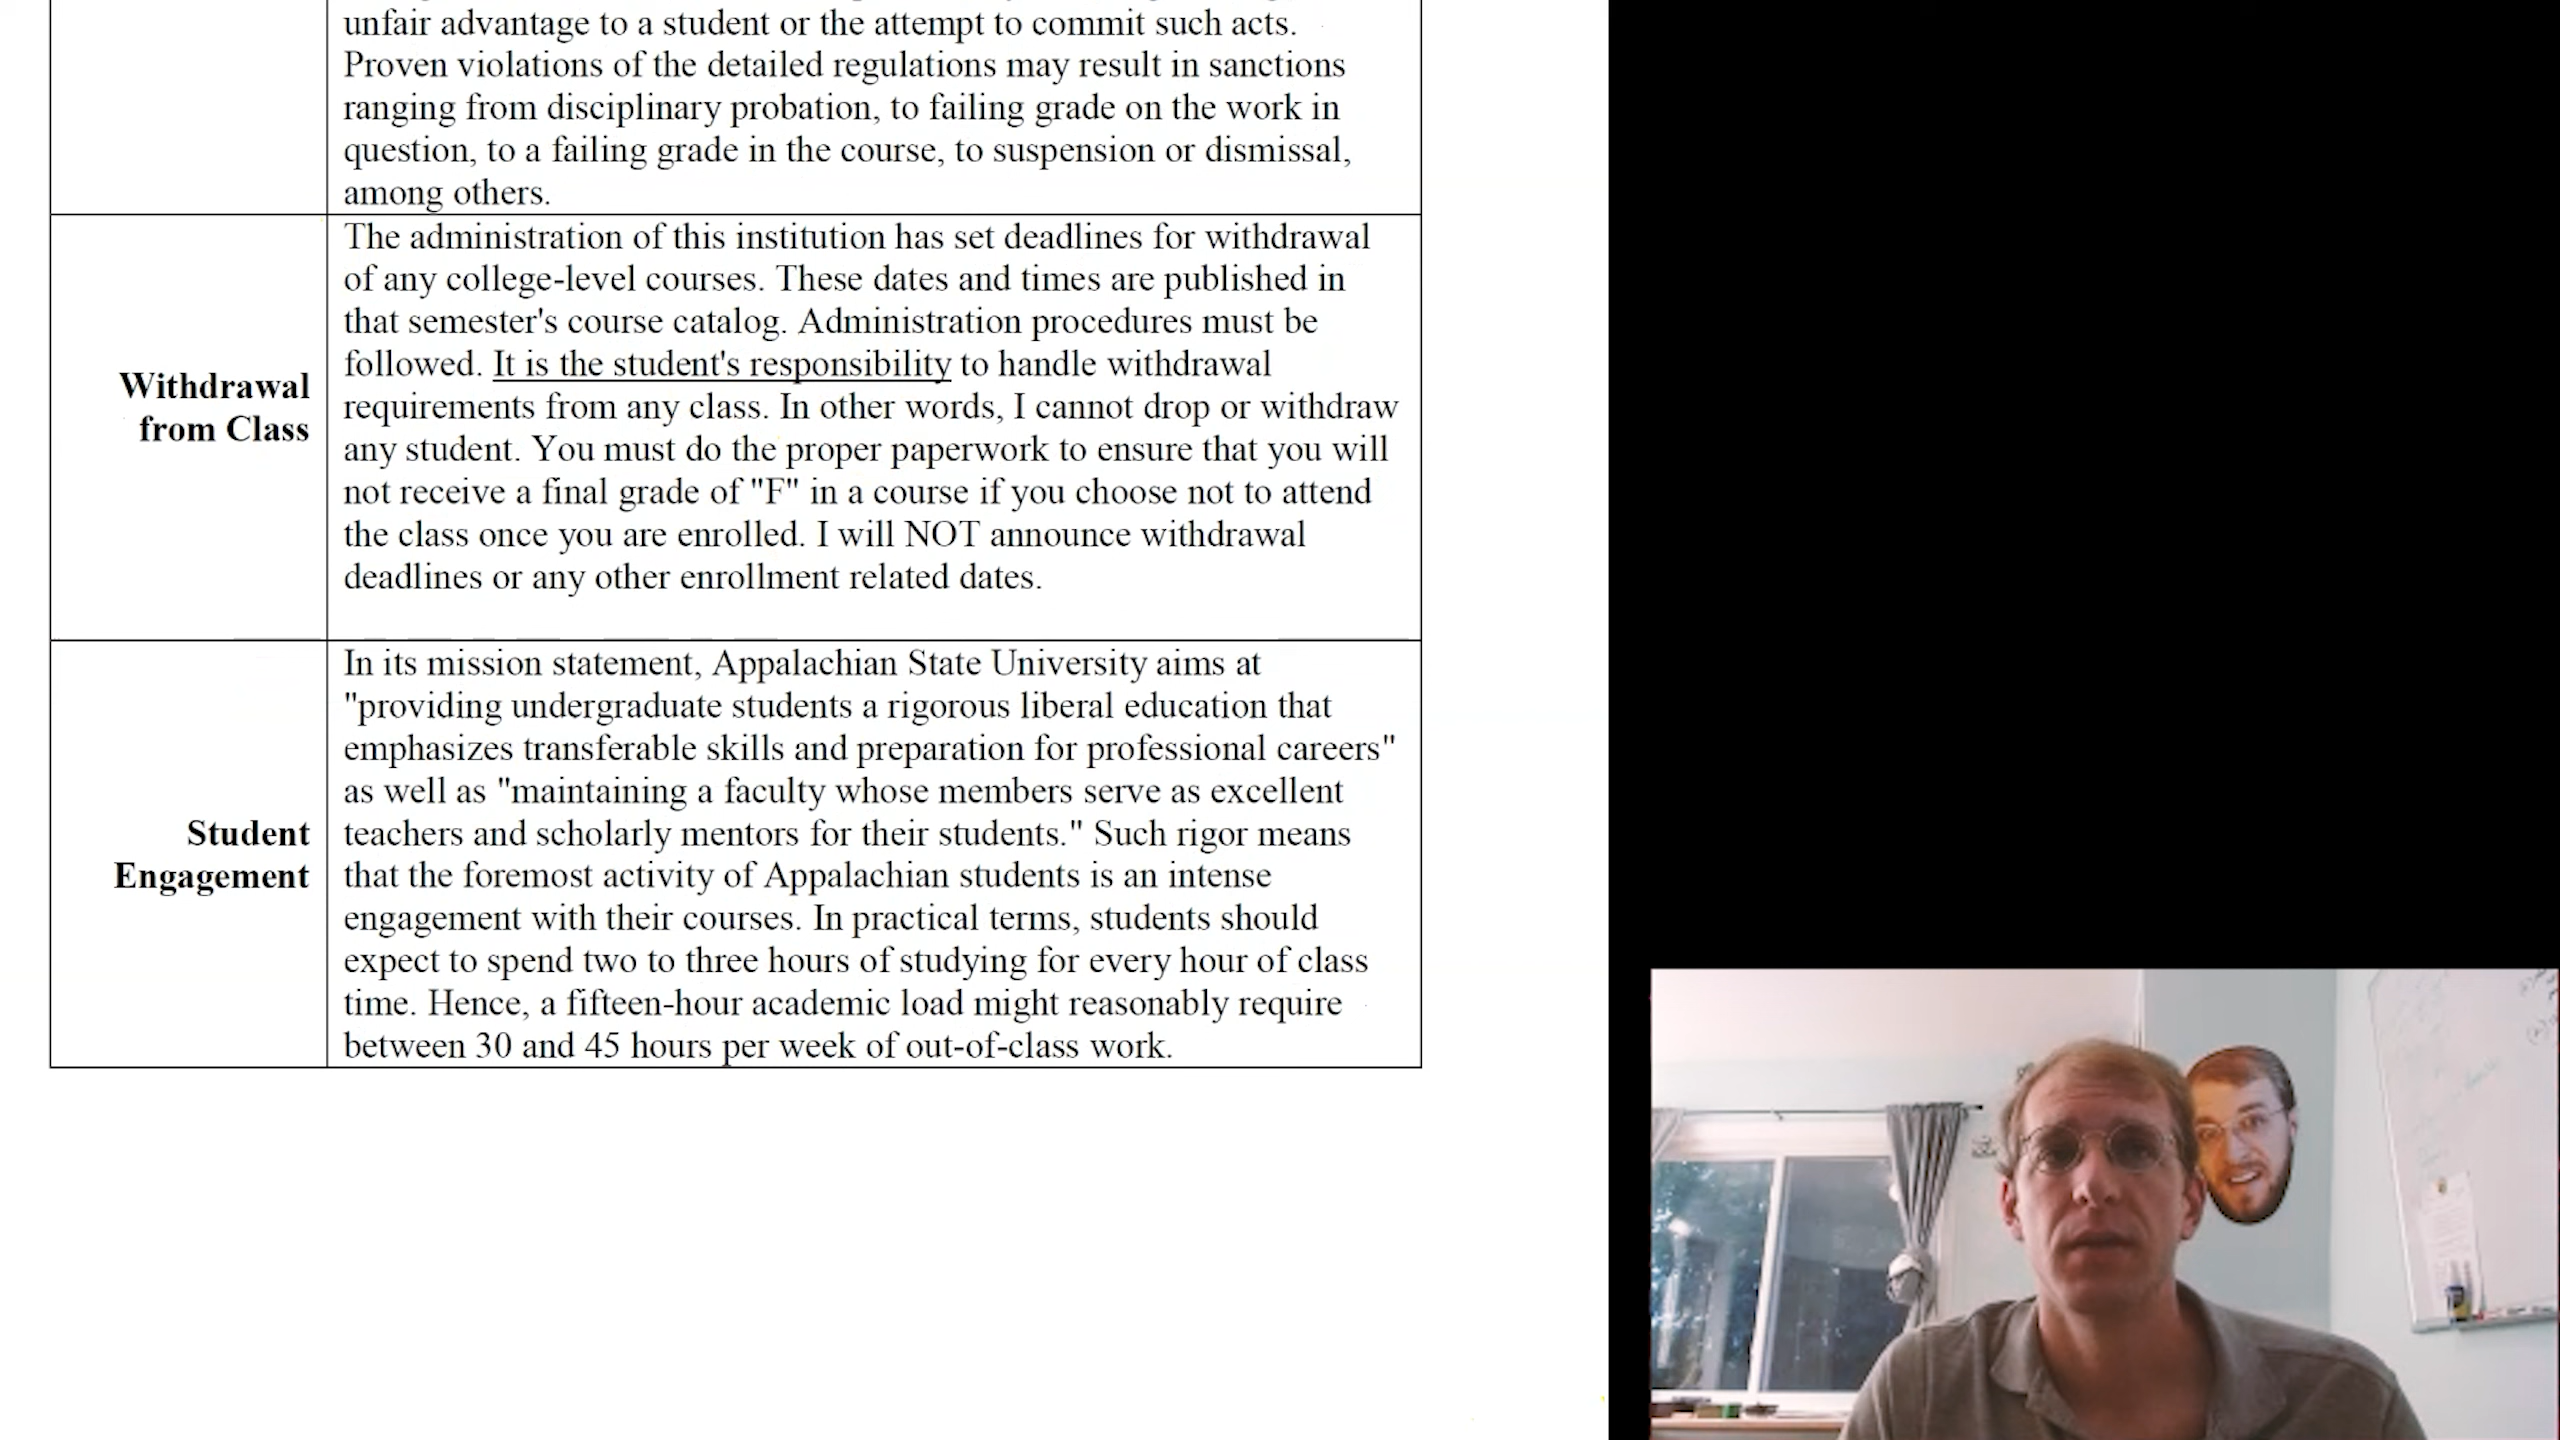 unfair advantage to a student or the attempt to commit such acts.
Proven violations of the detailed regulations may result in sanctions
ranging from disciplinary probation, to failing grade on the work in
question, to a failing grade in the course, to suspension or dismissal,
among others.
Withdrawal
from Class
The administration of this institution has set deadlines for withdrawal
of any college-level courses. These dates and times are published in
that semester's course catalog. Administration procedures must be
followed. It is the student's responsibility to handle withdrawal
requirements from any class. In other words, I cannot drop or withdraw
any student. You must do the proper paperwork to ensure that you will
not receive a final grade of "F" in a course if you choose not to attend
the class once you are enrolled. I will NOT announce withdrawal
deadlines or any other enrollment related dates.
Student
Engagement
In its mission statement, Appalachian State University aims at
"providing undergraduate students a rigorous liberal education that
emphasizes transferable skills and preparation for professional careers"
as well as "maintaining a faculty whose members serve as excellent
teachers and scholarly mentors for their students." Such rigor means
that the foremost activity of Appalachian students is an intense
engagement with their courses. In practical terms, students should
expect to spend two to three hours of studying for every hour of class
time. Hence, a fifteen-hour academic load might reasonably require
between 30 and 45 hours per week of out-of-class work.